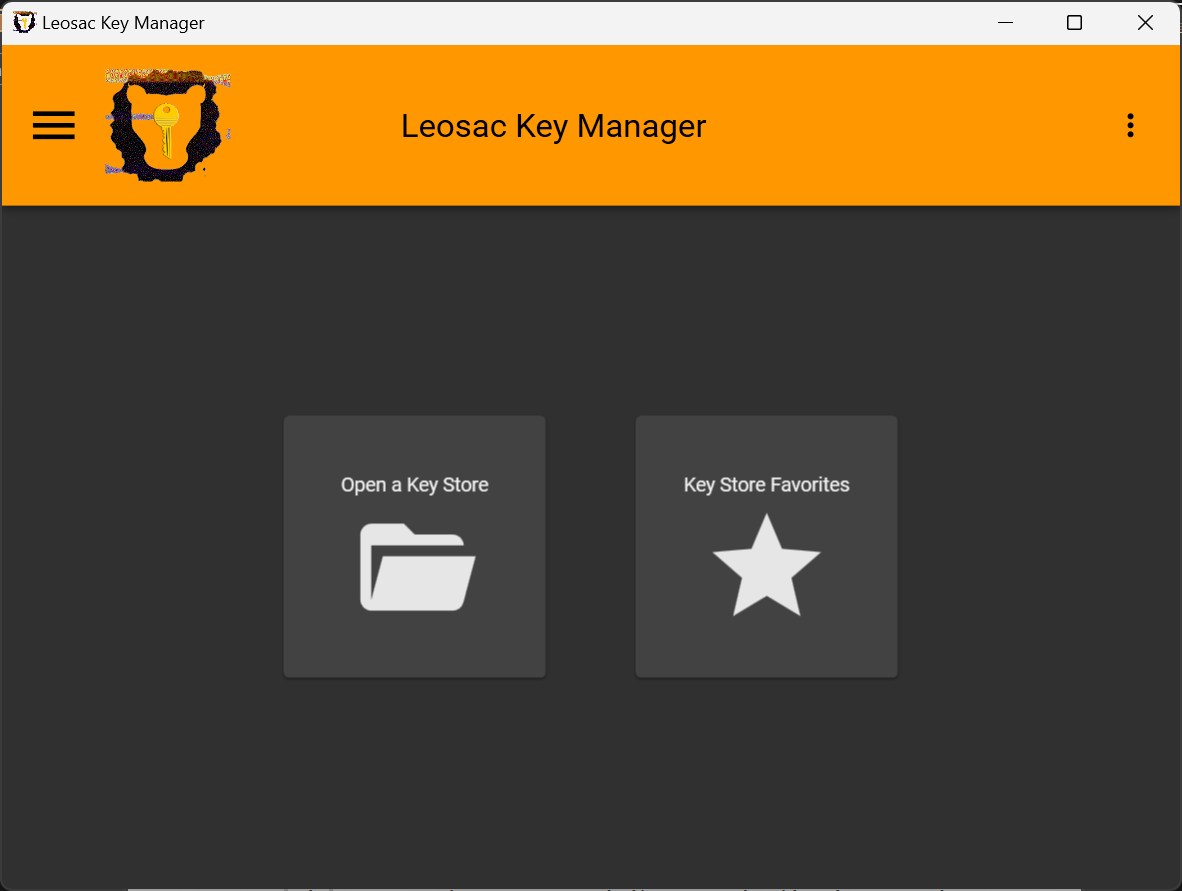 Leosac Key Manager
Leosac Key Manager
Open a Key Store
Key Store Favorites